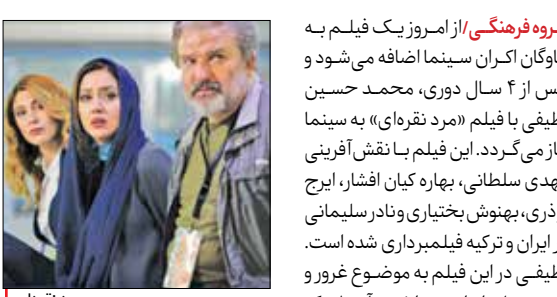 گروه فرهنگی/ از امروز یک فیلم به
ناوگان اکران سینما اضافه می‌شود و
پس از ۴ سال دوری، محمد حسین
لطیفی با فیلم «مرد نقره‌ای» به سینما
بازمی‌گردد. این فیلم با نقش‌آفرینی
مهدی سلطانی، بهاره کیان افشار، ایرج
نوذری، بهنوش بختیاری و نادر سلیمانی
در ایران و ترکیه فیلمبرداری شده است.
لطیفی در این فیلم به موضوع غرور و